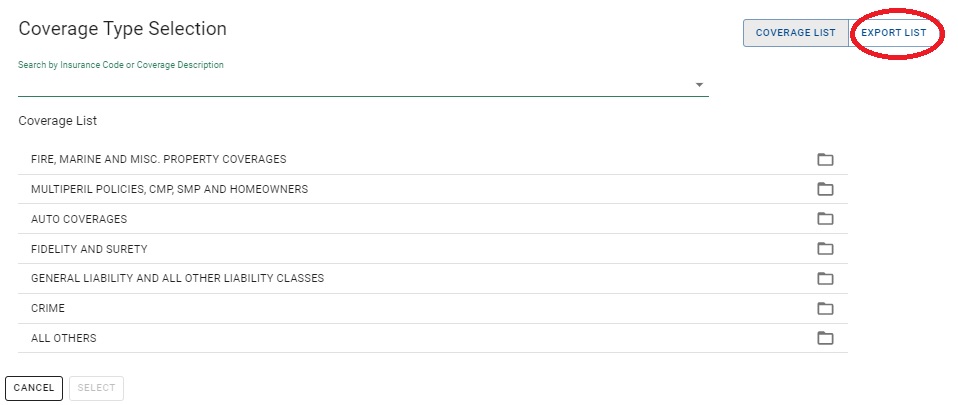 Coverage Type Selection
COVERAGE LIST
EXPORT LIST
Search by Insurance Code or Coverage Description
Coverage List
FIRE, MARINE AND MISC. PROPERTY COVERAGES
MULTIPERIL POLICIES, CMP, SMP AND HOMEOWNERS
AUTO COVERAGES
FIDELITY AND SURETY
GENERAL LIABILITY AND ALL OTHER LIABILITY CLASSES
CRIME
ALL OTHERS
CANCEL
SELECT